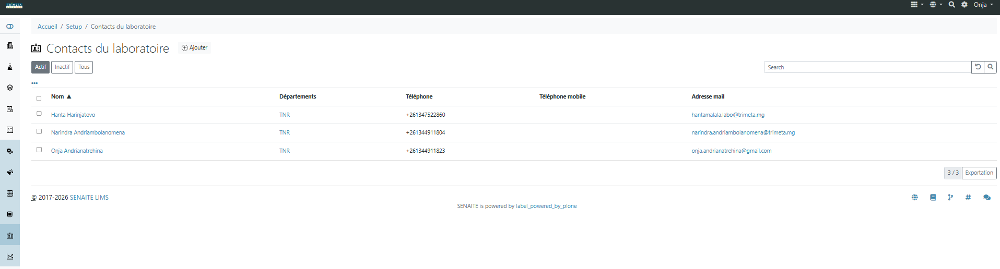 TRIMETA
Onja
Accueil / Setup / Contacts du laboratoire
Contacts du laboratoire
Ajouter
Actif Inactif Tous
Search
Nom ▲ Départements Téléphone Téléphone mobile Adresse mail
Hanta Harinjatovo TNR +261347522860 hantamalala.labo@trimeta.mg
Narindra Andriambolanomena TNR +261344911804 narindra.andriambolanomena@trimeta.mg
Onja Andrianatrehina TNR +261344911823 onja.andrianatrehina@gmail.com
3 / 3 Exportation
© 2017-2026 SENAITE LIMS
SENAITE is powered by label_powered_by_plone